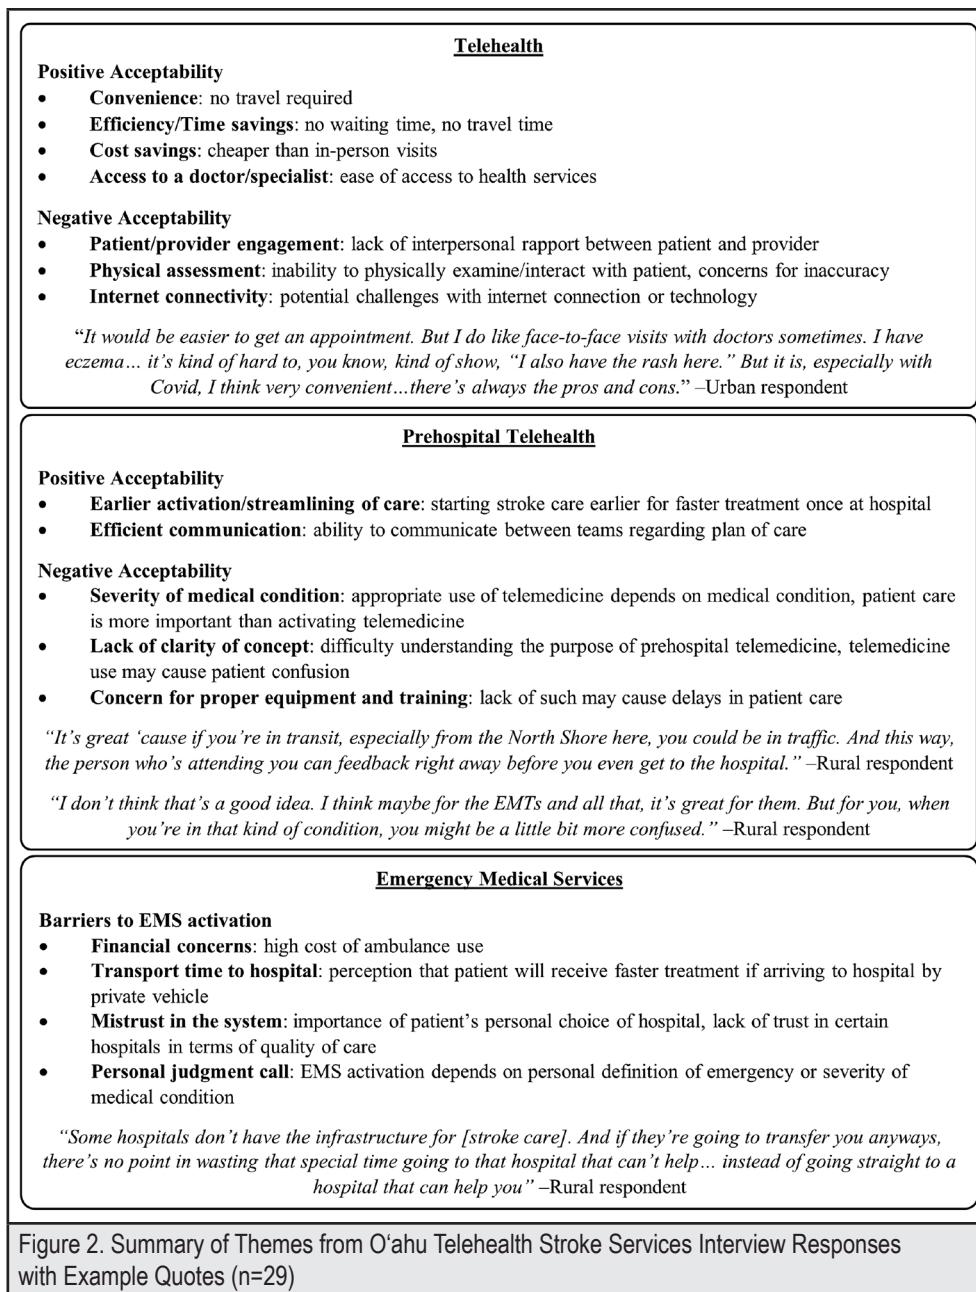 Telehealth
Positive Acceptability
• Convenience: no travel required
• Efficiency/Time savings: no waiting time, no travel time
• Cost savings: cheaper than in-person visits
• Access to a doctor/specialist: ease of access to health services
Negative Acceptability
• Patient/provider engagement: lack of interpersonal rapport between patient and provider
• Physical assessment: inability to physically examine/interact with patient, concerns for inaccuracy
• Internet connectivity: potential challenges with internet connection or technology
“It would be easier to get an appointment. But I do like face-to-face visits with doctors sometimes. I have
eczema… it’s kind of hard to, you know, kind of show, “I also have the rash here.” But it is, especially with
Covid, I think very convenient…there’s always the pros and cons.” –Urban respondent
Prehospital Telehealth
Positive Acceptability
• Earlier activation/streamlining of care: starting stroke care earlier for faster treatment once at hospital
• Efficient communication: ability to communicate between teams regarding plan of care
Negative Acceptability
• Severity of medical condition: appropriate use of telemedicine depends on medical condition, patient care
is more important than activating telemedicine
• Lack of clarity of concept: difficulty understanding the purpose of prehospital telemedicine, telemedicine
use may cause patient confusion
• Concern for proper equipment and training: lack of such may cause delays in patient care
“It’s great ‘cause if you’re in transit, especially from the North Shore here, you could be in traffic. And this way,
the person who’s attending you can feedback right away before you even get to the hospital.” –Rural respondent
“I don’t think that’s a good idea. I think maybe for the EMTs and all that, it’s great for them. But for you, when
you’re in that kind of condition, you might be a little bit more confused.” –Rural respondent
Emergency Medical Services
Barriers to EMS activation
• Financial concerns: high cost of ambulance use
• Transport time to hospital: perception that patient will receive faster treatment if arriving to hospital by
private vehicle
• Mistrust in the system: importance of patient’s personal choice of hospital, lack of trust in certain
hospitals in terms of quality of care
• Personal judgment call: EMS activation depends on personal definition of emergency or severity of
medical condition
“Some hospitals don’t have the infrastructure for [stroke care]. And if they’re going to transfer you anyways,
there’s no point in wasting that special time going to that hospital that can’t help… instead of going straight to a
hospital that can help you” –Rural respondent
Figure 2. Summary of Themes from O‘ahu Telehealth Stroke Services Interview Responses
with Example Quotes (n=29)